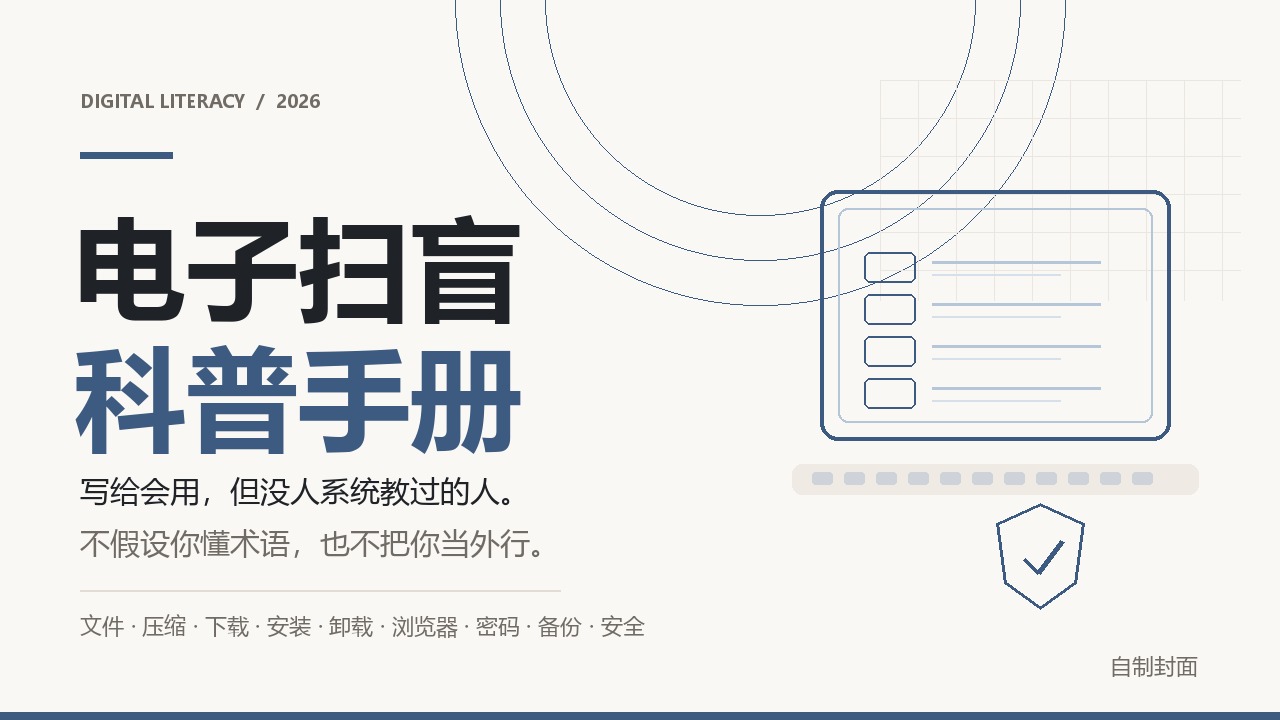 DIGITAL LITERACY / 2026
电子扫盲
科普手册
写给会用，但没人系统教过的人。
不假设你懂术语，也不把你当外行。
文件 · 压缩 · 下载 · 安装 · 卸载 · 浏览器 · 密码 · 备份 · 安全
自制封面